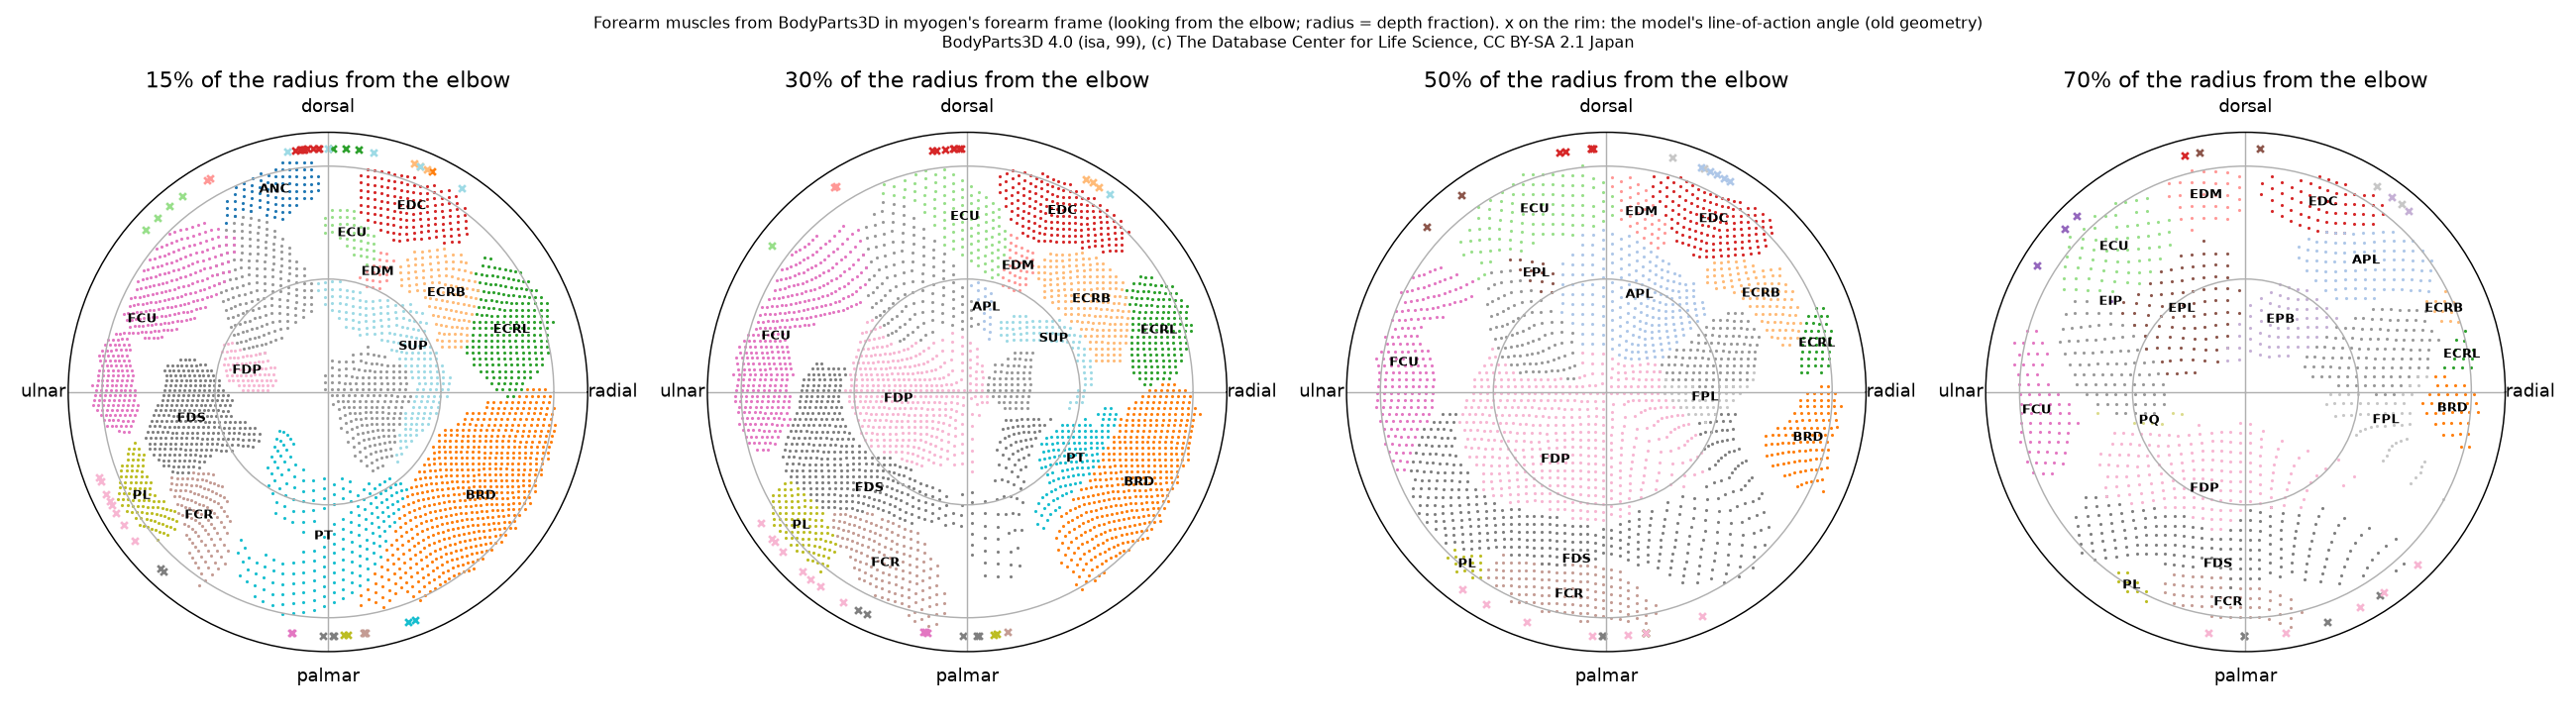 Forearm muscles from BodyParts3D in myogen's forearm frame (looking from the elbow; radius = depth fraction). x on the rim: the model's line-of-action angle (old geometry)
BodyParts3D 4.0 (isa, 99), (c) The Database Center for Life Science, CC BY-SA 2.1 Japan
15% of the radius from the elbow
dorsal
ANC
EDC
ECU
EDM
ECRB
FCU
ECRL
SUP
FDP
ulnar
radial
FDS
PL
BRD
FCR
PT
palmar
30% of the radius from the elbow
dorsal
EDC
ECU
EDM
ECRB
APL
ECRL
FCU
SUP
ulnar
radial
FDP
PT
BRD
FDS
PL
FCR
palmar
50% of the radius from the elbow
dorsal
ECU
EDM
EDC
EPL
APL
ECRB
ECRL
FCU
ulnar
radial
FPL
BRD
FDP
FDS
PL
FCR
palmar
70% of the radius from the elbow
dorsal
EDM
EDC
ECU
APL
EIP
EPL
ECRB
EPB
ECRL
ulnar
radial
FCU
BRD
PQ
FPL
FDP
FDS
PL
FCR
palmar